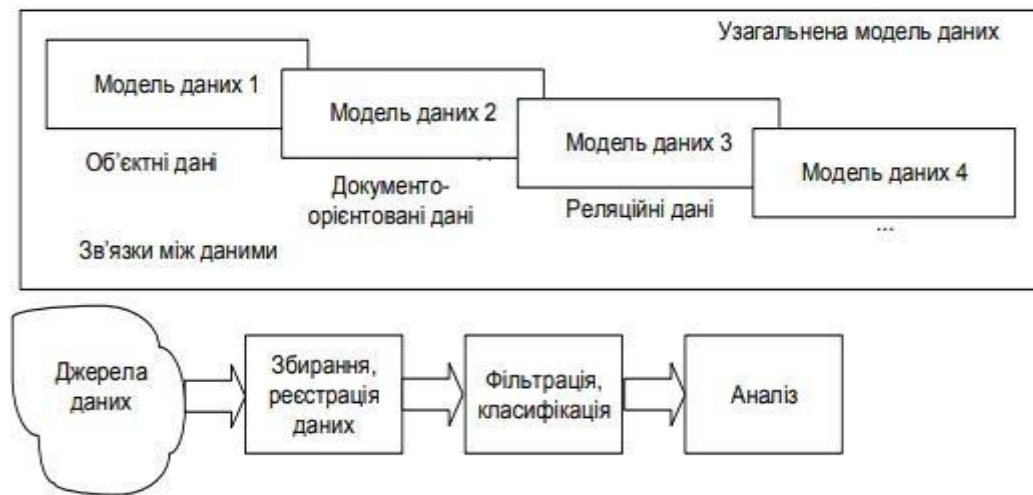 Узагальнена модель даних
Модель даних 1
Модель даних 2
Модель даних 3
Модель даних 4
Об’єктні дані
Документо-
орієнтовані дані
Реляційні дані
...
Зв’язки між даними
Джерела
даних
Збирання,
реєстрація
даних
Фільтрація,
класифікація
Аналіз